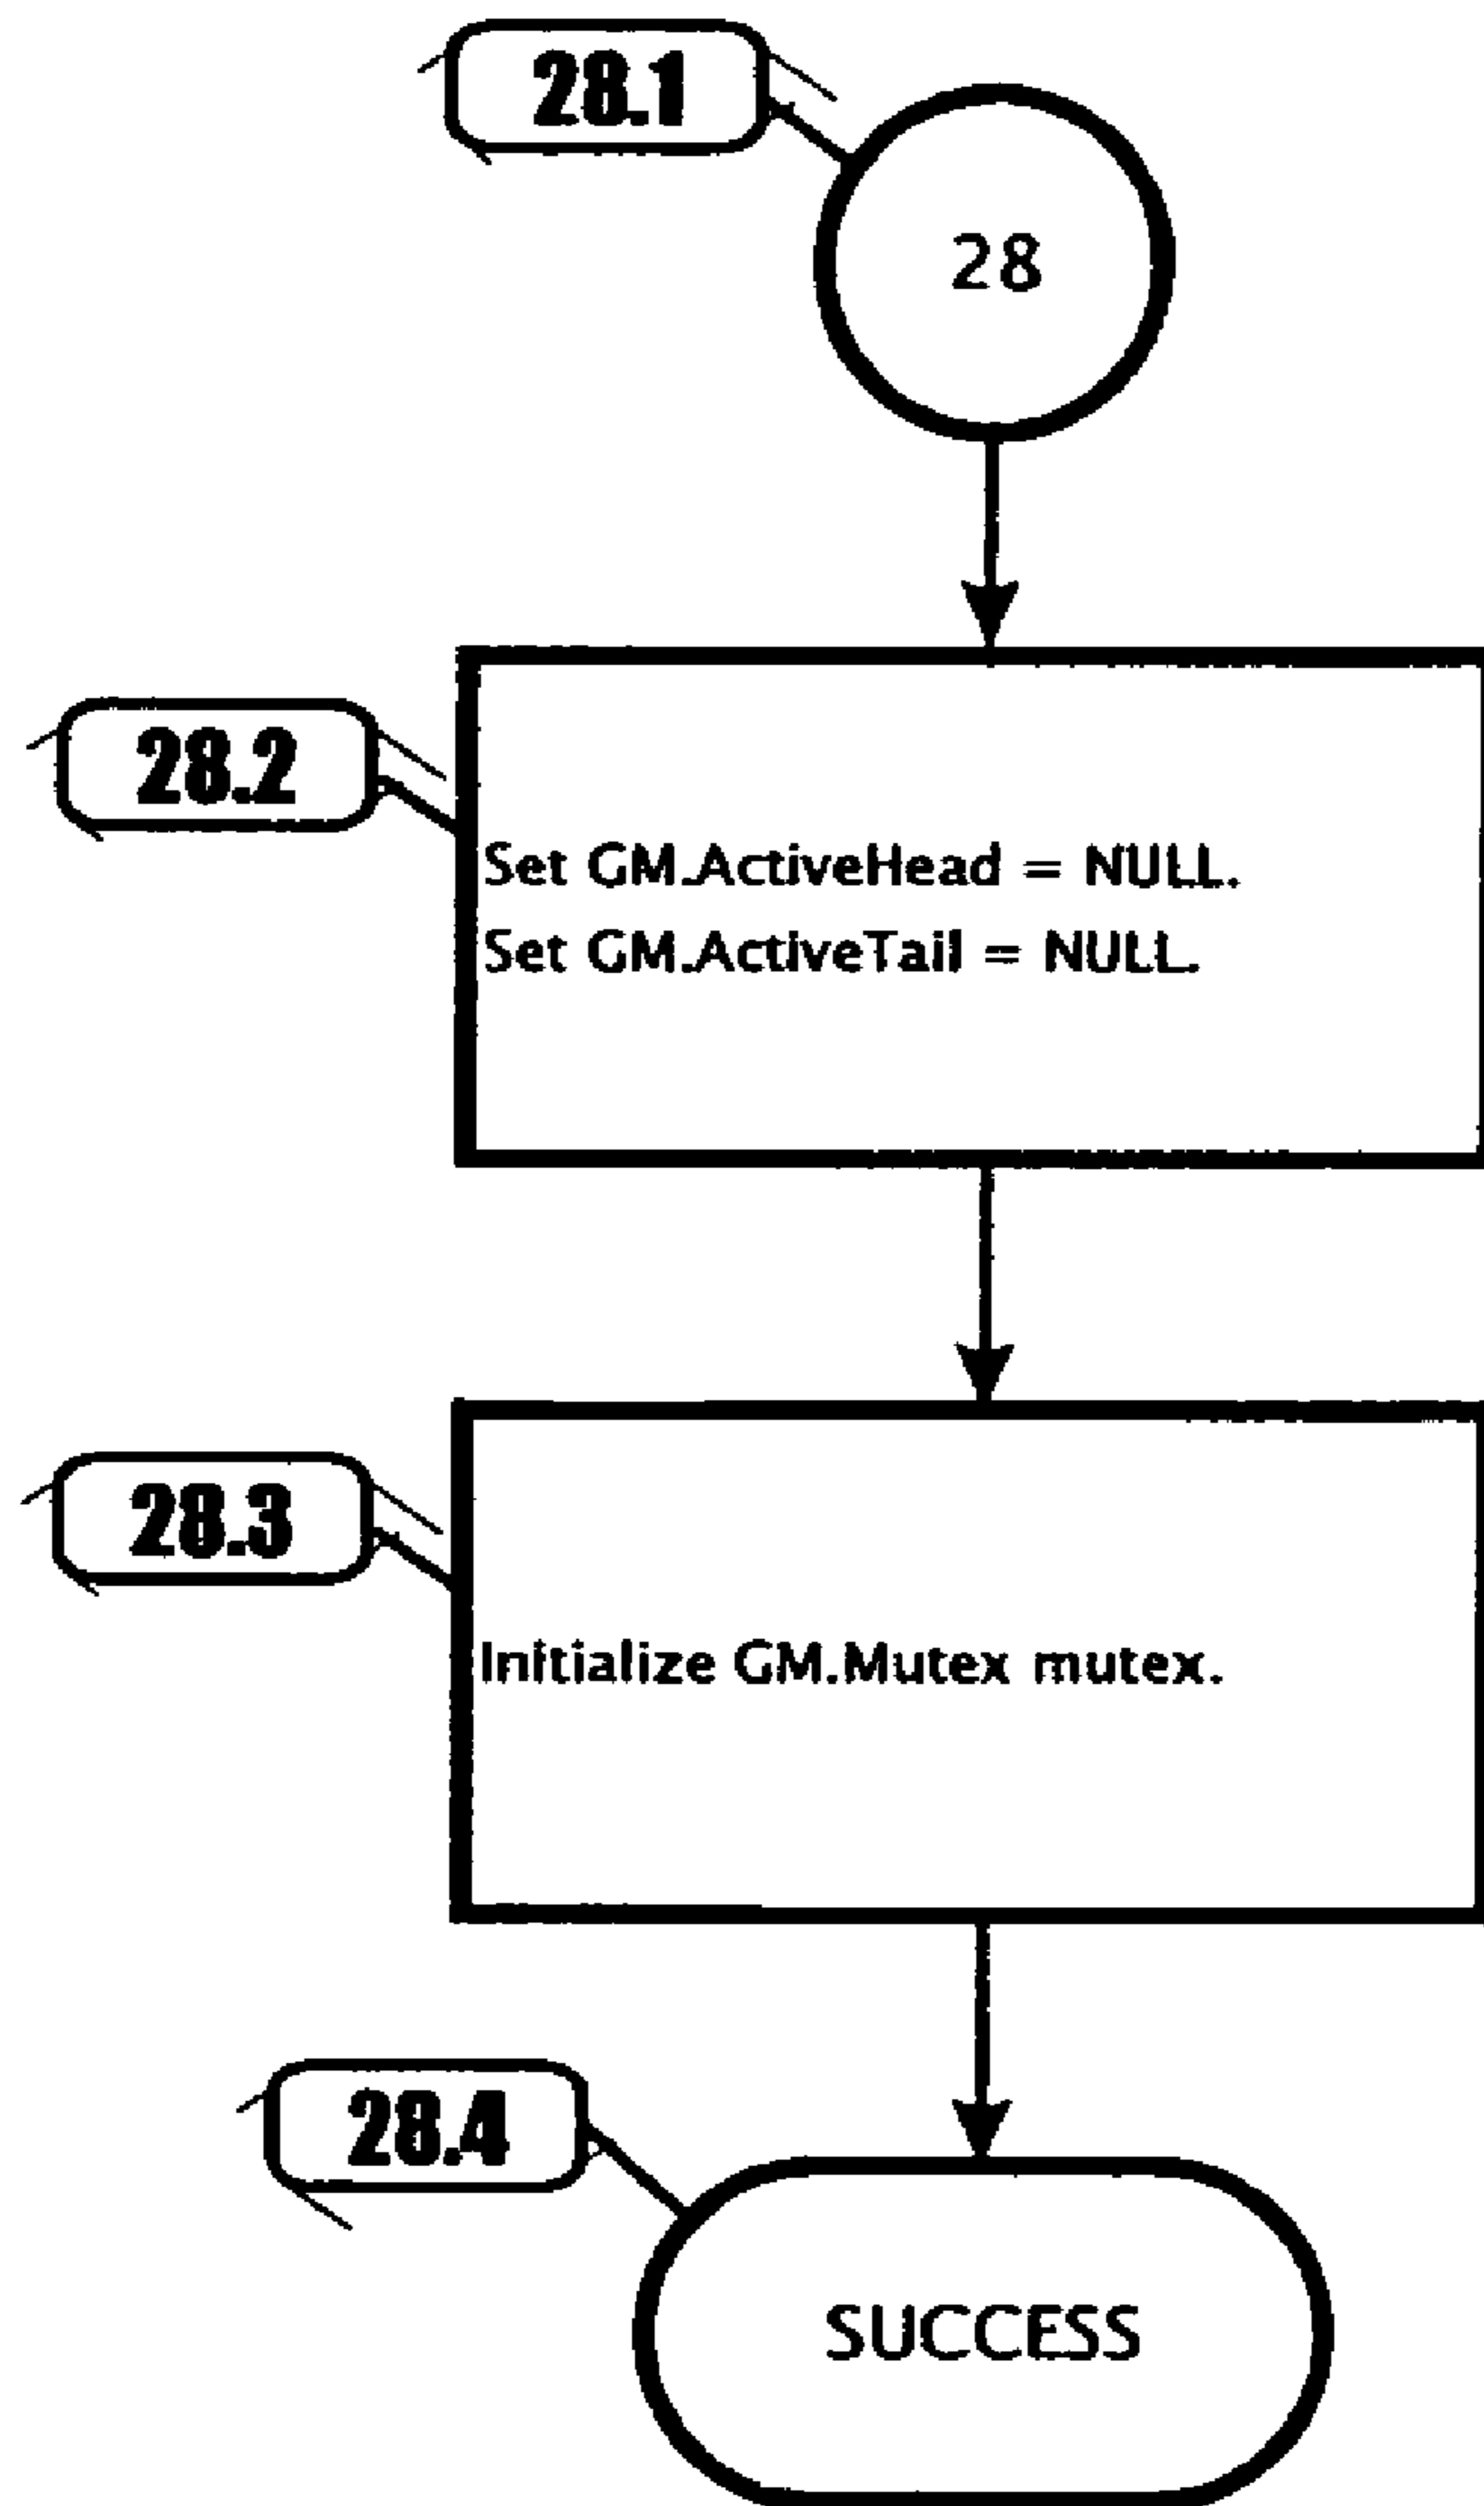 28.1
28
28.2
Set GM.ActiveHead = NULL.
Set GM.ActiveTail = NULL.
28.3
Initialize GM.Mutex mutex.
28.4
SUCCESS